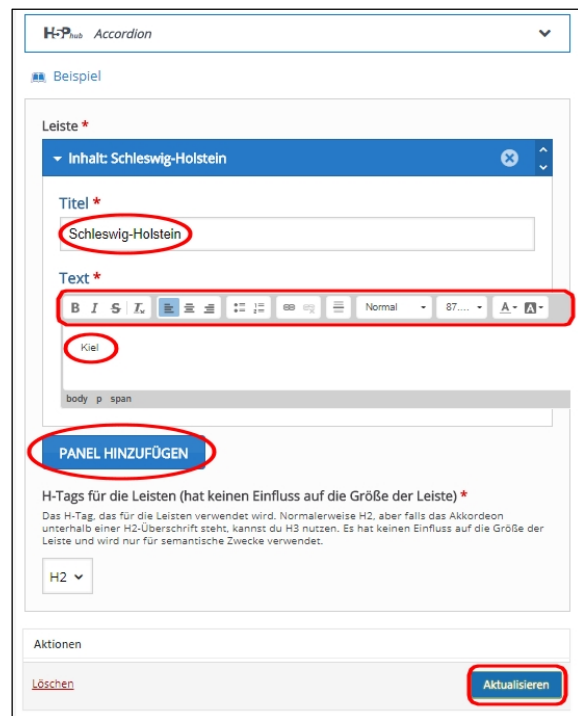 H5P hub Accordion
Beispiel
Leiste *
Inhalt: Schleswig-Holstein
Titel *
Schleswig-Holstein
Text *
B I S Tx Normal 87.... A A
Kiel
body p span
PANEL HINZUFÜGEN
H-Tags für die Leisten (hat keinen Einfluss auf die Größe der Leiste) *
Das H-Tag, das für die Leisten verwendet wird. Normalerweise H2, aber falls das Akkordeon
unterhalb einer H2-Überschrift steht, kannst du H3 nutzen. Es hat keinen Einfluss auf die Größe der
Leiste und wird nur für semantische Zwecke verwendet.
H2
Aktionen
Löschen
Aktualisieren